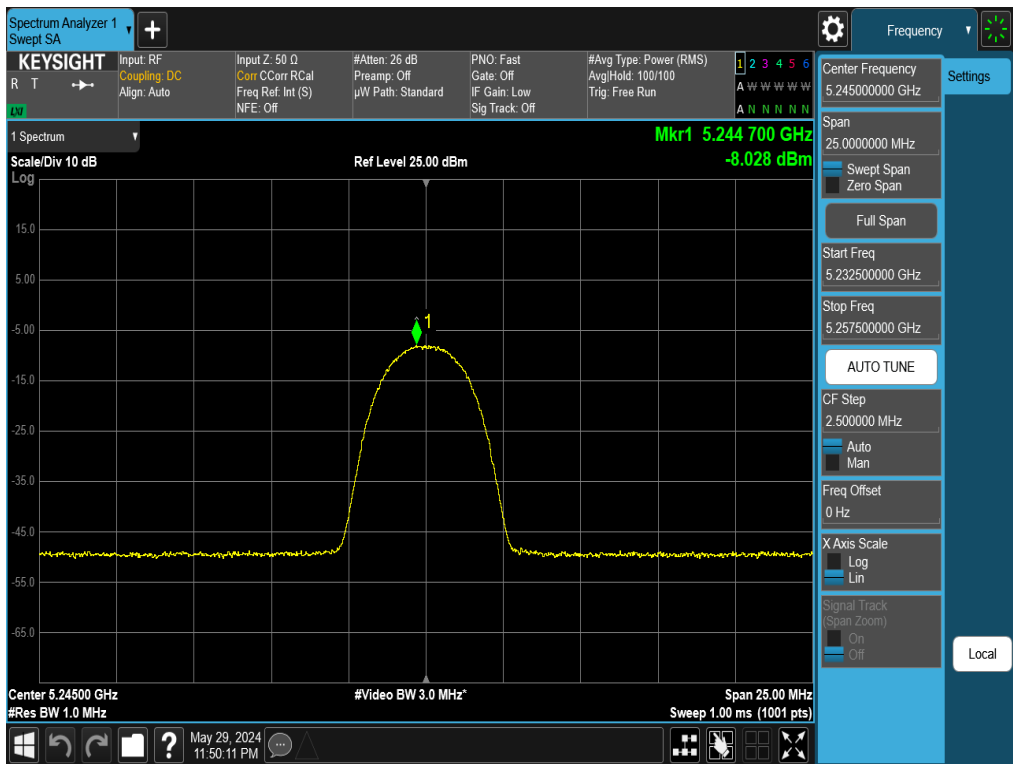 Spectrum Analyzer 1
Swept SA
Frequency
KEYSIGHT
R T
LXI
Input: RF
Coupling: DC
Align: Auto
Input Z: 50 Ω
Corr CCorr RCal
Freq Ref: Int (S)
NFE: Off
#Atten: 26 dB
Preamp: Off
µW Path: Standard
PNO: Fast
Gate: Off
IF Gain: Low
Sig Track: Off
#Avg Type: Power (RMS)
Avg|Hold: 100/100
Trig: Free Run
1 2 3 4 5 6
A W W W W W
A N N N N N
1 Spectrum
Mkr1 5.244 700 GHz
-8.028 dBm
Scale/Div 10 dB
Ref Level 25.00 dBm
Log
15.0
5.00
-5.00
-15.0
-25.0
-35.0
-45.0
-55.0
-65.0
1
Center 5.24500 GHz
#Video BW 3.0 MHz*
Span 25.00 MHz
#Res BW 1.0 MHz
Sweep 1.00 ms (1001 pts)
May 29, 2024
11:50:11 PM
?
Center Frequency
5.245000000 GHz
Settings
Span
25.0000000 MHz
Swept Span
Zero Span
Full Span
Start Freq
5.232500000 GHz
Stop Freq
5.257500000 GHz
AUTO TUNE
CF Step
2.500000 MHz
Auto
Man
Freq Offset
0 Hz
X Axis Scale
Log
Lin
Signal Track
(Span Zoom)
On
Off
Local